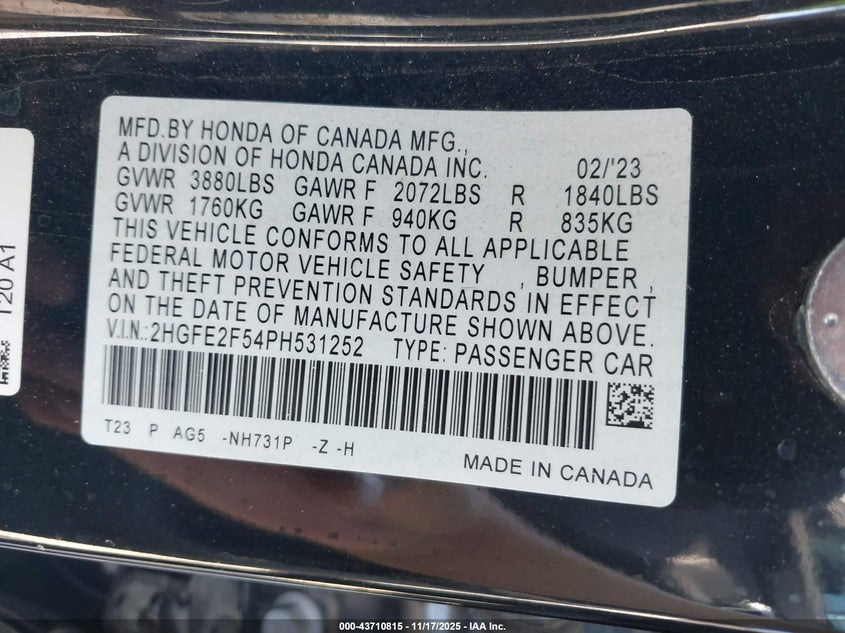 MFD.BY HONDA OF CANADA MFG.,
A DIVISION OF HONDA CANADA INC. 02/'23
GVWR 3880LBS GAWR F 2072LBS R 1840LBS
GVWR 1760KG GAWR F 940KG R 835KG
THIS VEHICLE CONFORMS TO ALL APPLICABLE
FEDERAL MOTOR VEHICLE SAFETY , BUMPER ,
AND THEFT PREVENTION STANDARDS IN EFFECT
ON THE DATE OF MANUFACTURE SHOWN ABOVE.
V.I.N.: 2HGFE2F54PH531252 TYPE: PASSENGER CAR
T23 P AG5 -NH731P -Z -H
MADE IN CANADA
T20 A1
000-43710815 - 11/17/2025 - IAA Inc.